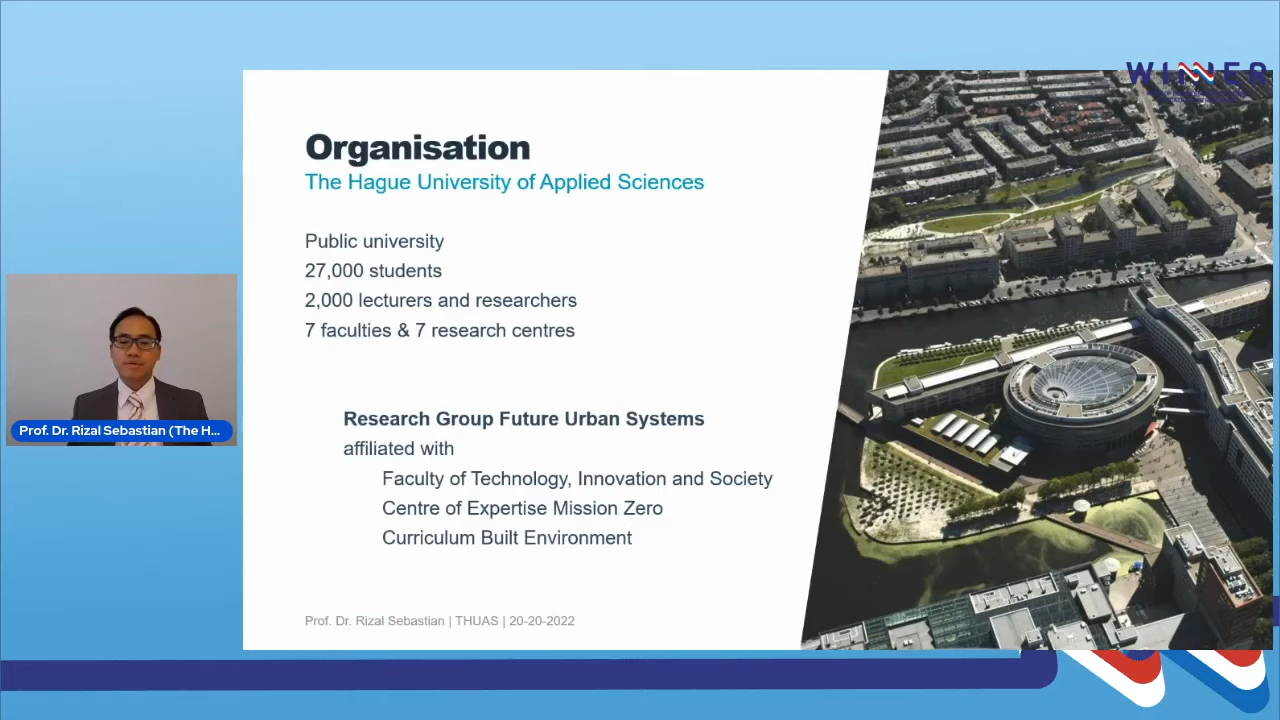 WINNER
Organisation
The Hague University of Applied Sciences
Public university
27,000 students
2,000 lecturers and researchers
7 faculties & 7 research centres
Research Group Future Urban Systems
affiliated with
Faculty of Technology, Innovation and Society
Centre of Expertise Mission Zero
Curriculum Built Environment
Prof. Dr. Rizal Sebastian | THUAS | 20-20-2022
Prof. Dr. Rizal Sebastian (The H...